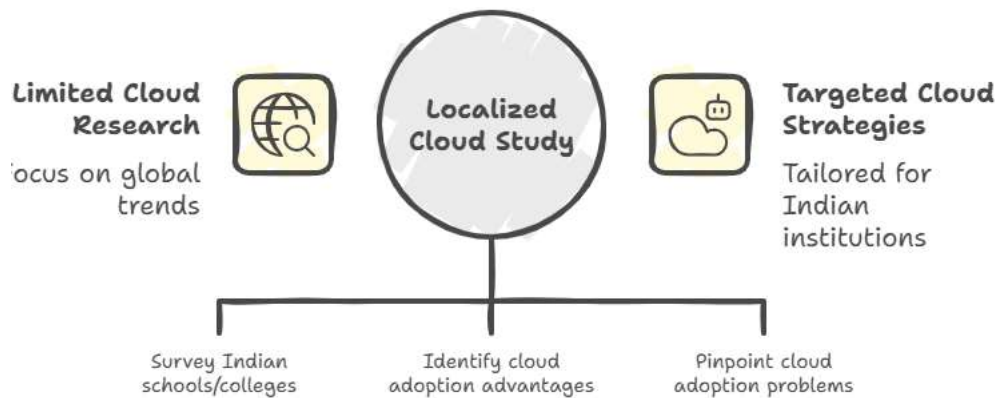 Limited Cloud
Research
ocus on global
trends
Localized
Cloud Study
Targeted Cloud
Strategies
Tailored for
Indian
institutions
Survey Indian
schools/colleges
Identify cloud
adoption advantages
Pinpoint cloud
adoption problems